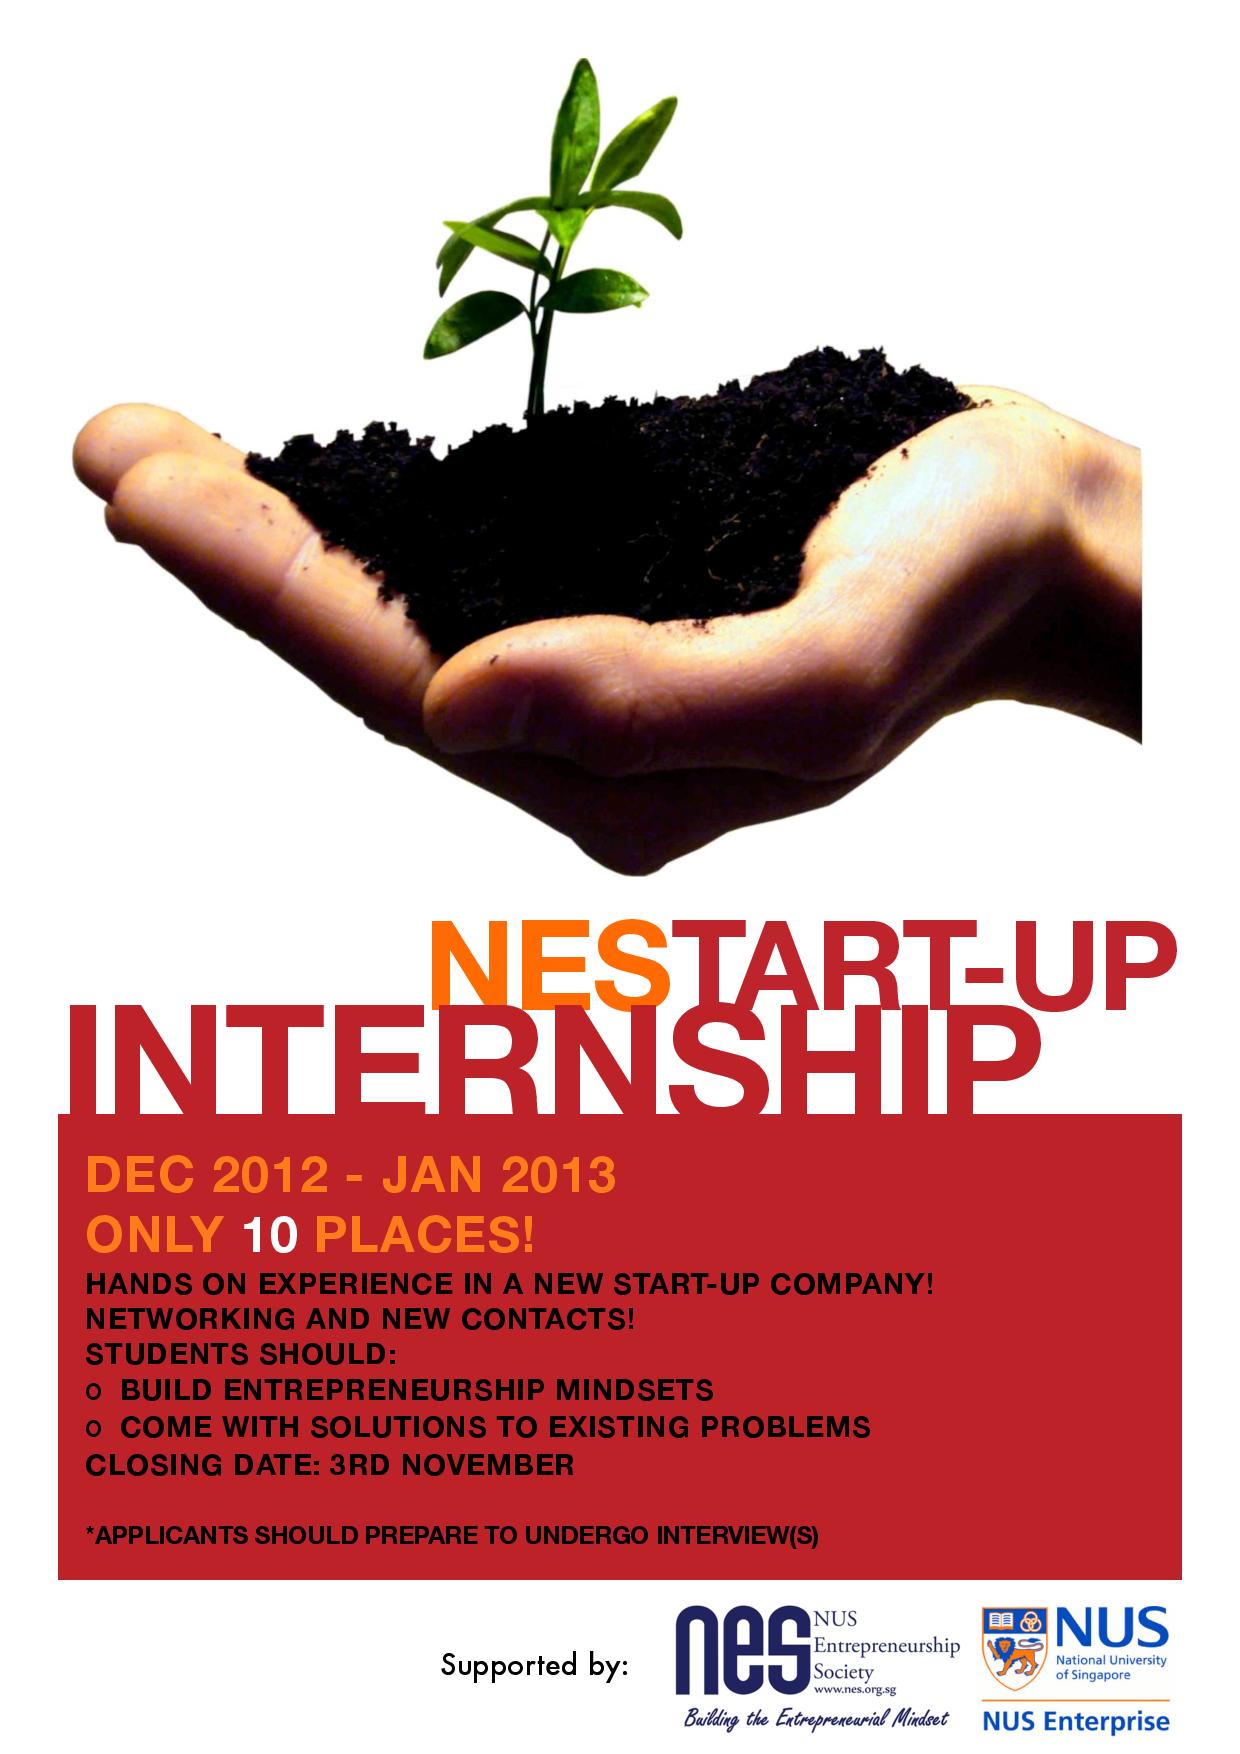 NESTART-UP
INTERNSHIP
DEC 2012 - JAN 2013
ONLY 10 PLACES!
HANDS ON EXPERIENCE IN A NEW START-UP COMPANY!
NETWORKING AND NEW CONTACTS!
STUDENTS SHOULD:
o BUILD ENTREPRENEURSHIP MINDSETS
o COME WITH SOLUTIONS TO EXISTING PROBLEMS
CLOSING DATE: 3RD NOVEMBER
*APPLICANTS SHOULD PREPARE TO UNDERGO INTERVIEW(S)
Supported by:
nes
NUS
Entrepreneurship
Society
www.nes.org.sg
Building the Entrepreneurial Mindset
NUS
National University
of Singapore
NUS Enterprise